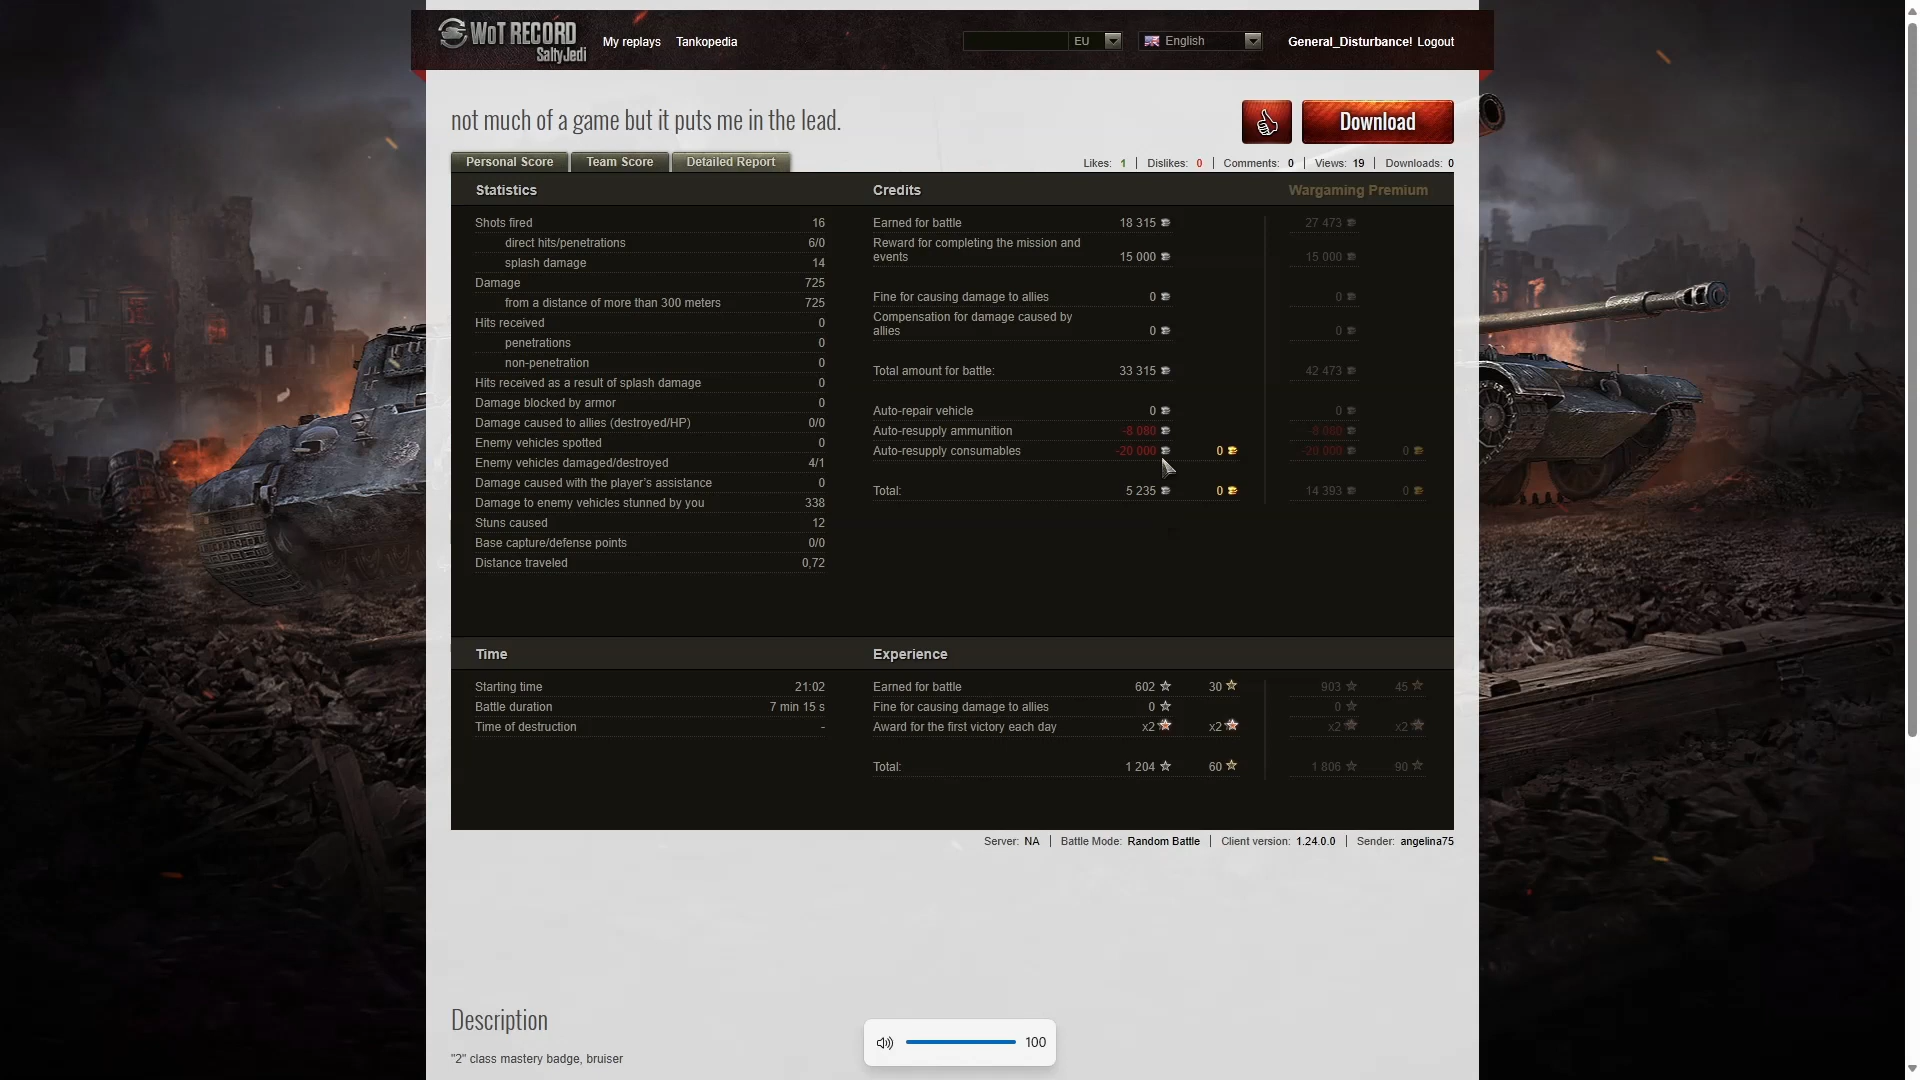 WOT RECORD
SaltyJedi
My replays
Tankopedia
EU
English
General_Disturbance! Logout
not much of a game but it puts me in the lead.
Download
Personal Score
Team Score
Detailed Report
Likes: 1 | Dislikes: 0 | Comments: 0 | Views: 19 | Downloads: 0
Statistics
Shots fired 16
direct hits/penetrations 6/0
splash damage 14
Damage 725
from a distance of more than 300 meters 725
Hits received 0
penetrations 0
non-penetration 0
Hits received as a result of splash damage 0
Damage blocked by armor 0
Damage caused to allies (destroyed/HP) 0/0
Enemy vehicles spotted 0
Enemy vehicles damaged/destroyed 4/1
Damage caused with the player's assistance 0
Damage to enemy vehicles stunned by you 338
Stuns caused 12
Base capture/defense points 0/0
Distance traveled 0,72
Credits
Wargaming Premium
Earned for battle 18 315 27 473
Reward for completing the mission and
events 15 000 15 000
Fine for causing damage to allies 0 0
Compensation for damage caused by
allies 0 0
Total amount for battle: 33 315 42 473
Auto-repair vehicle 0 0
Auto-resupply ammunition -8 080 -8 080
Auto-resupply consumables -20 000 0 -20 000 0
Total: 5 235 0 14 393 0
Time
Starting time 21:02
Battle duration 7 min 15 s
Time of destruction -
Experience
Earned for battle 602 30 903 45
Fine for causing damage to allies 0 0
Award for the first victory each day x2 x2 x2 x2
Total: 1 204 60 1 806 90
Server: NA | Battle Mode: Random Battle | Client version: 1.24.0.0 | Sender: angelina75
Description
"2" class mastery badge, bruiser
100